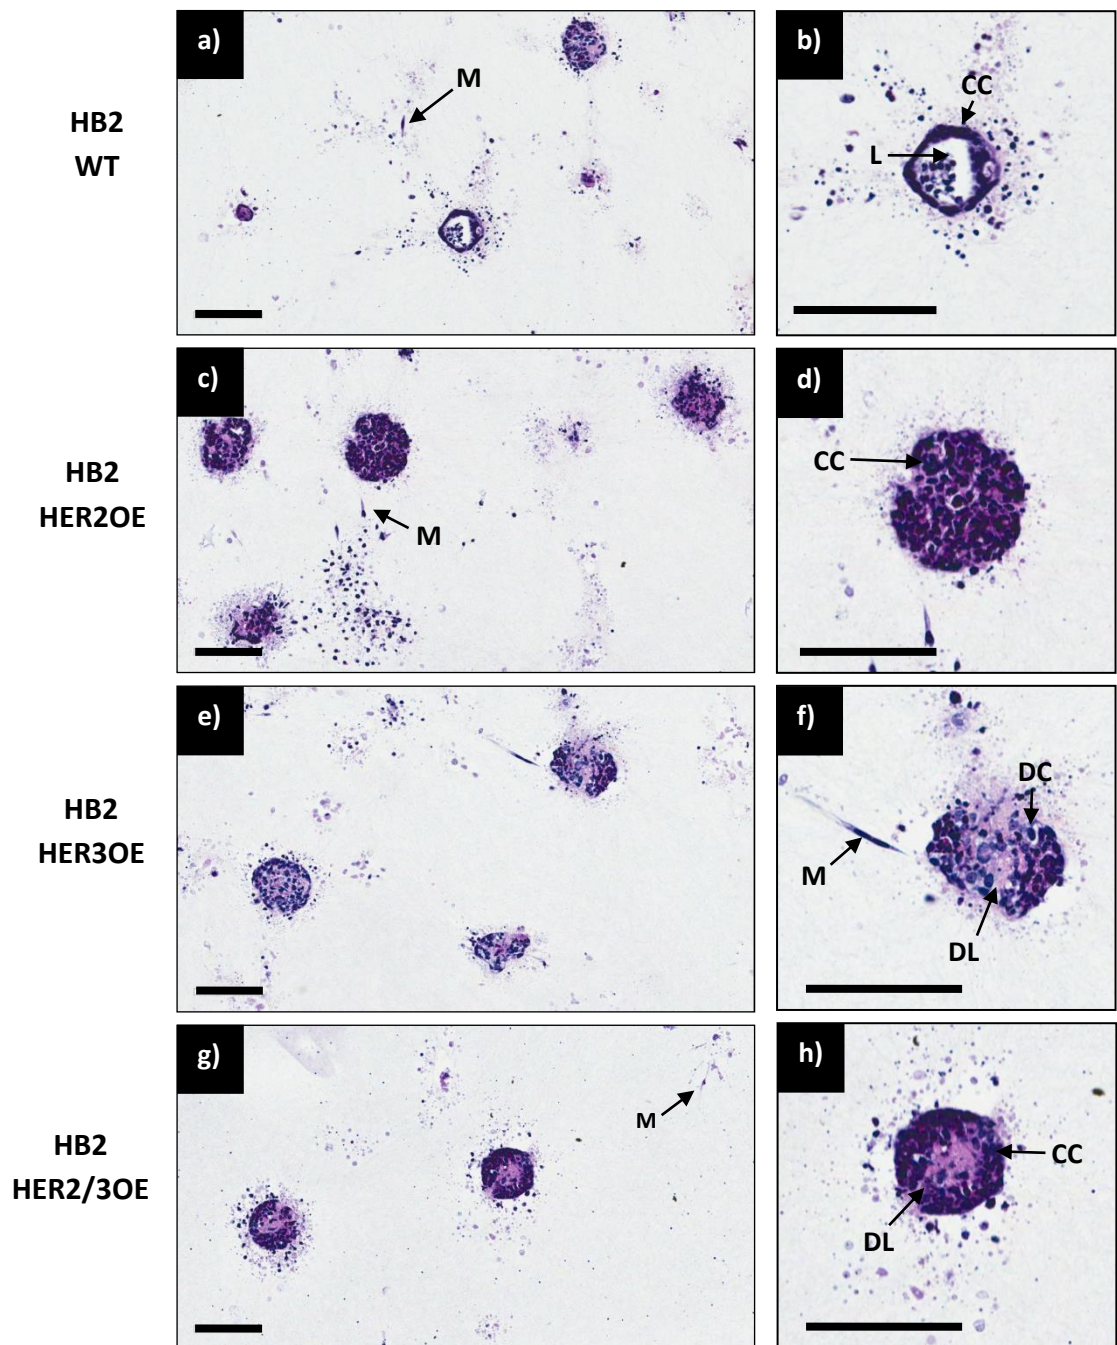 HB2
WT
a)
M
b)
CC
L
HB2
HER2OE
c)
M
d)
CC
HB2
HER3OE
e)
f)
DC
M
DL
HB2
HER2/3OE
g)
M
h)
CC
DL